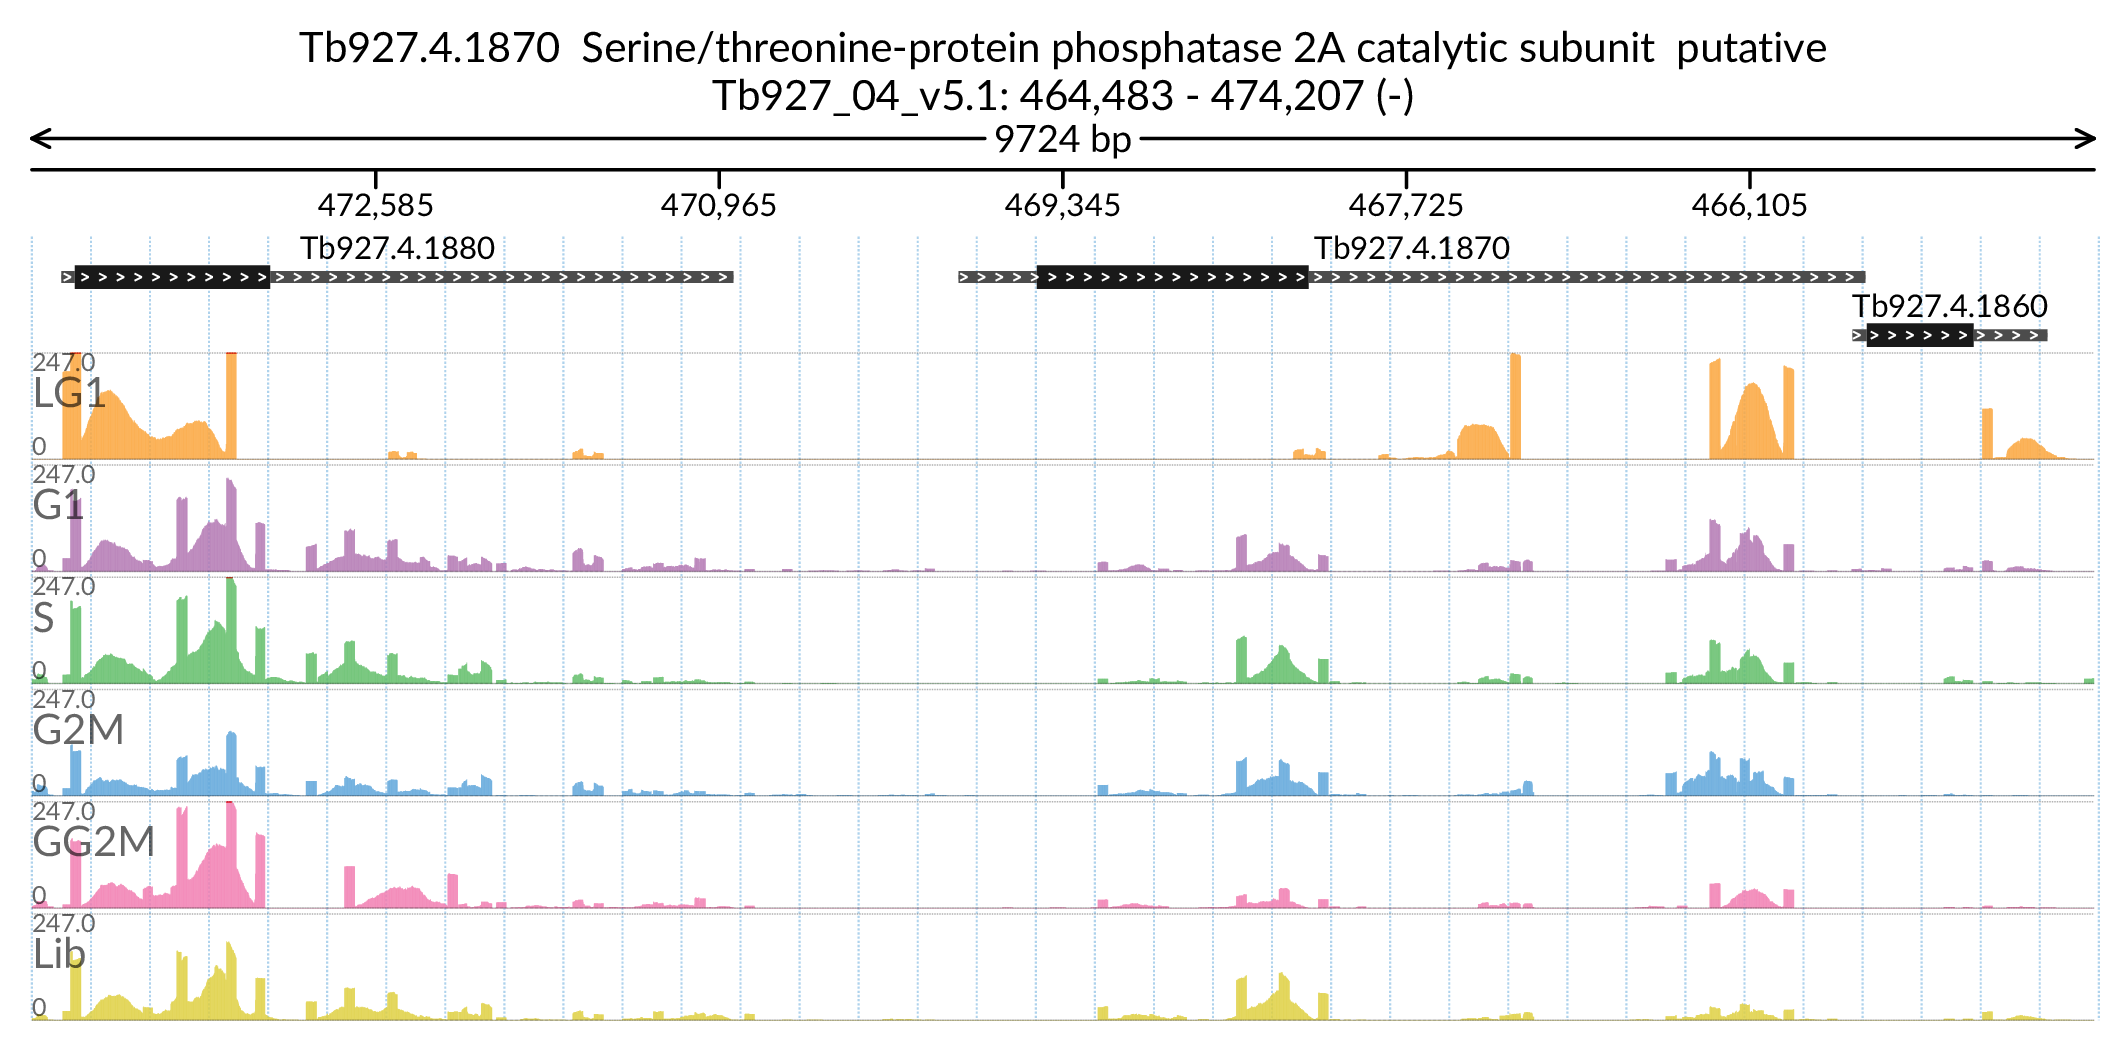 Tb927.4.1870  Serine/threonine-protein phosphatase 2A catalytic subunit  putative
Tb927_04_v5.1: 464,483 - 474,207 (-)
9724 bp
472,585 470,965 469,345 467,725 466,105
Tb927.4.1880 Tb927.4.1870
Tb927.4.1860
247.0
LG1
0
247.0
G1
0
247.0
S
0
247.0
G2M
0
247.0
GG2M
0
247.0
Lib
0